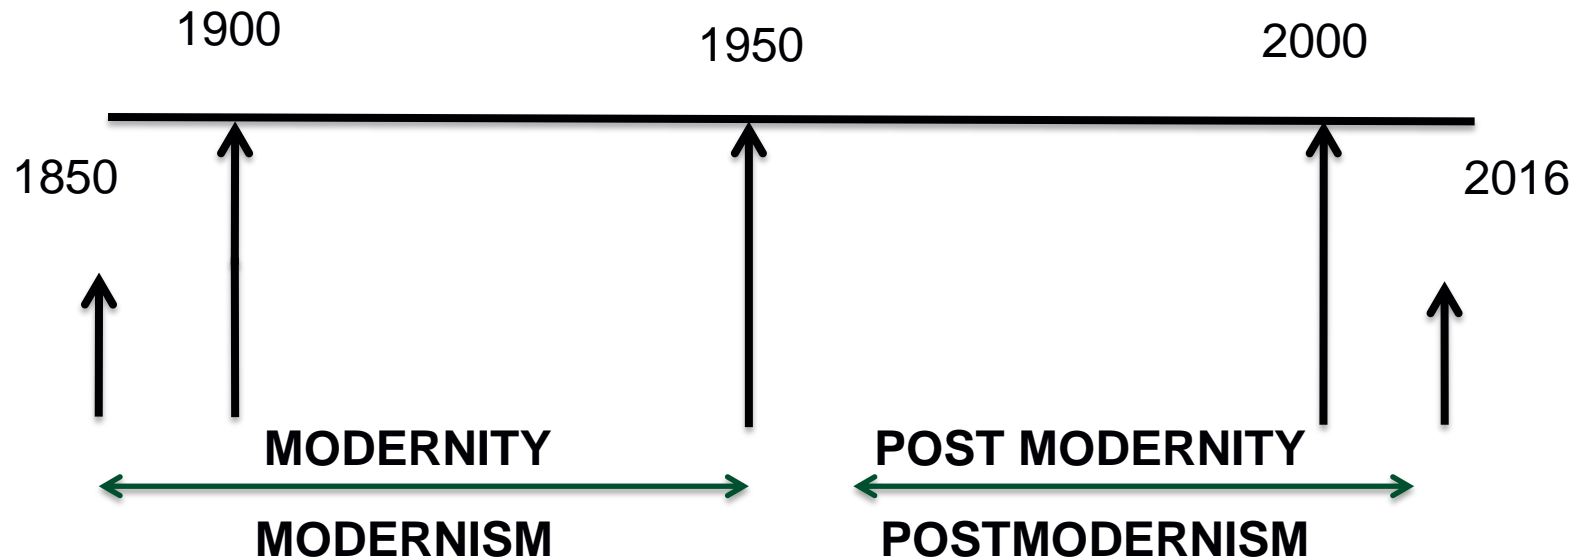 1900
1950
2000
1850
2016
MODERNITY
POST MODERNITY
MODERNISM
POSTMODERNISM